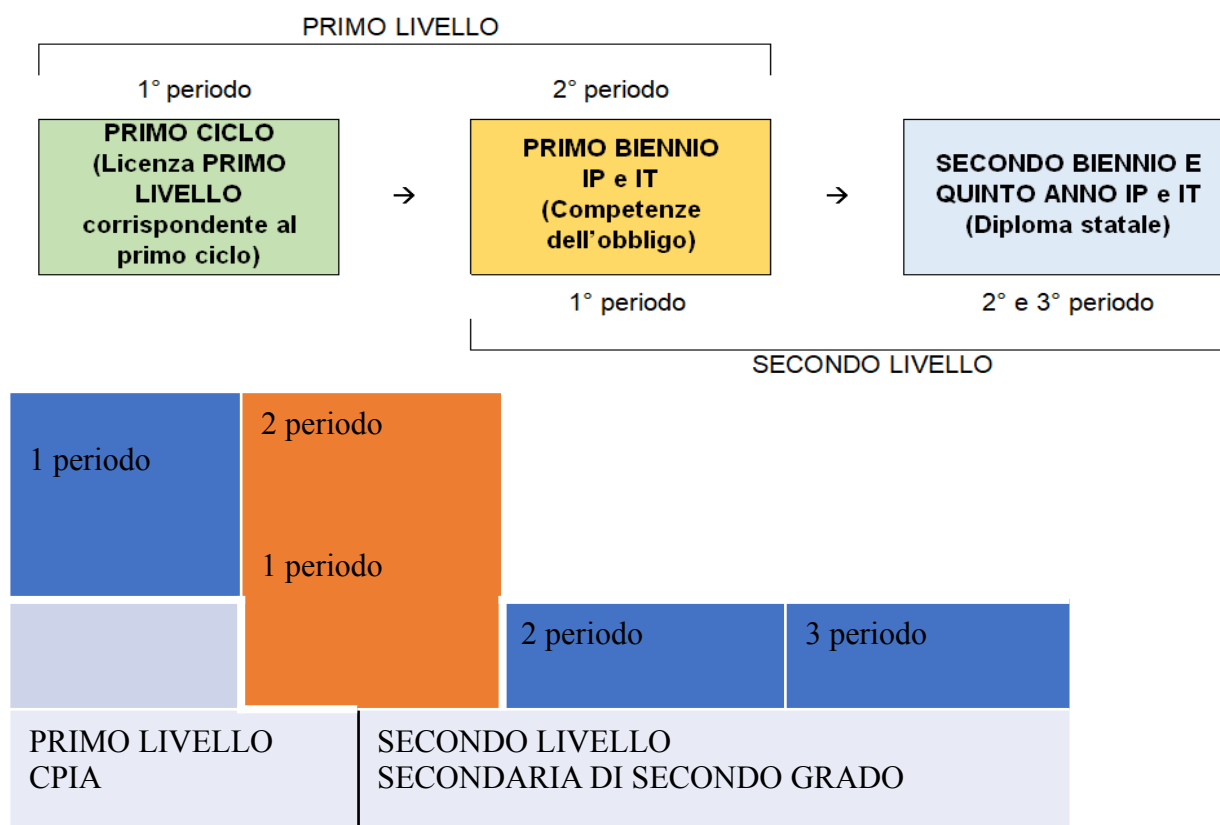 PRIMO LIVELLO
1° periodo
2° periodo
PRIMO CICLO
(Licenza PRIMO
LIVELLO
corrispondente al
primo ciclo)
→
PRIMO BIENNIO
IP e IT
(Competenze
dell'obbligo)
→
SECONDO BIENNIO E
QUINTO ANNO IP e IT
(Diploma statale)
1° periodo
2° e 3° periodo
SECONDO LIVELLO
1 periodo
2 periodo
1 periodo
2 periodo
3 periodo
PRIMO LIVELLO
CPIA
SECONDO LIVELLO
SECONDARIA DI SECONDO GRADO